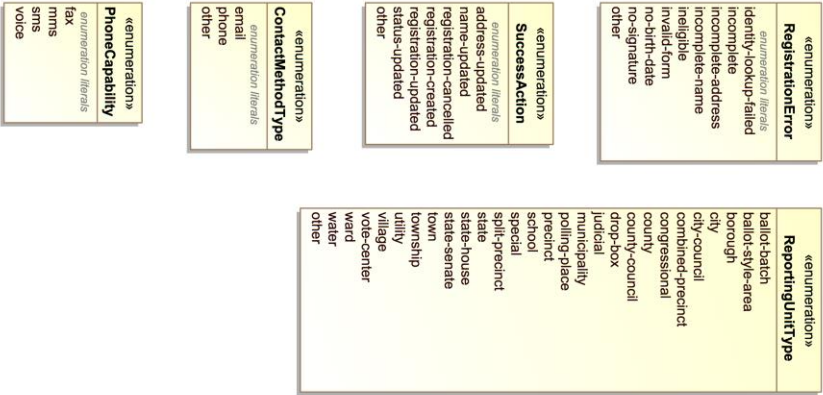 «enumeration»
PhoneCapability
enumeration literals
fax
mms
sms
voice
«enumeration»
ContactMethodType
enumeration literals
email
phone
other
«enumeration»
SuccessAction
enumeration literals
address-updated
name-updated
registration-cancelled
registration-created
registration-updated
status-updated
other
«enumeration»
RegistrationError
enumeration literals
identity-lookup-failed
incomplete
incomplete-address
incomplete-name
ineligible
invalid-form
no-birth-date
no-signature
other
«enumeration»
ReportingUnitType
ballot-batch
ballot-style-area
borough
city
city-council
combined-precinct
congressional
county
county-council
drop-box
judicial
municipality
polling-place
precinct
school
special
split-precinct
state
state-house
state-senate
town
township
utility
village
vote-center
ward
water
other